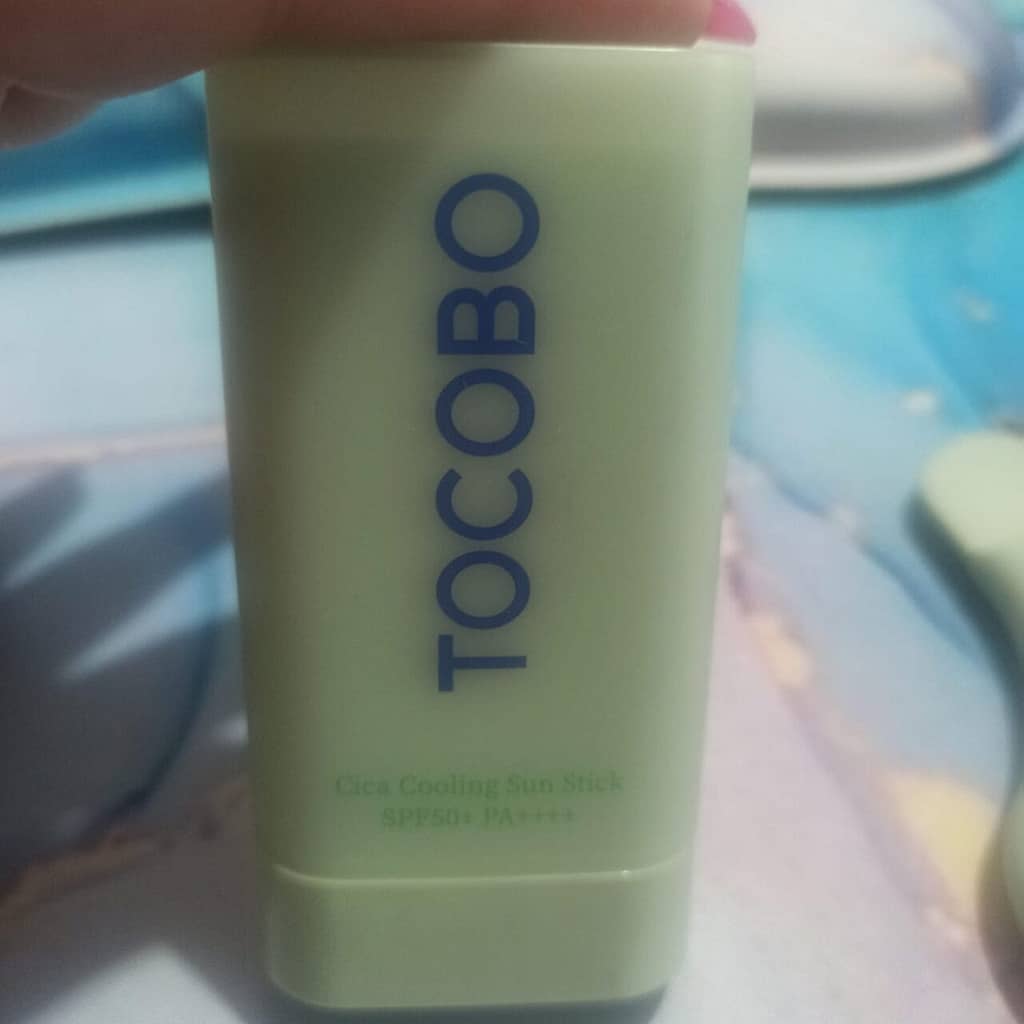 TOCOBO
Cica Cooling Sun Stick
SPF50+ PA++++